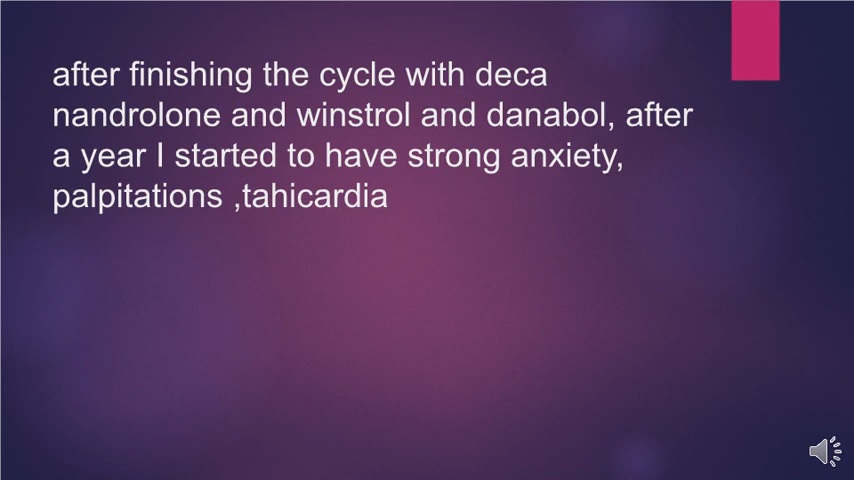 after finishing the cycle with deca
nandrolone and winstrol and danabol, after
a year I started to have strong anxiety,
palpitations ,tahicardia